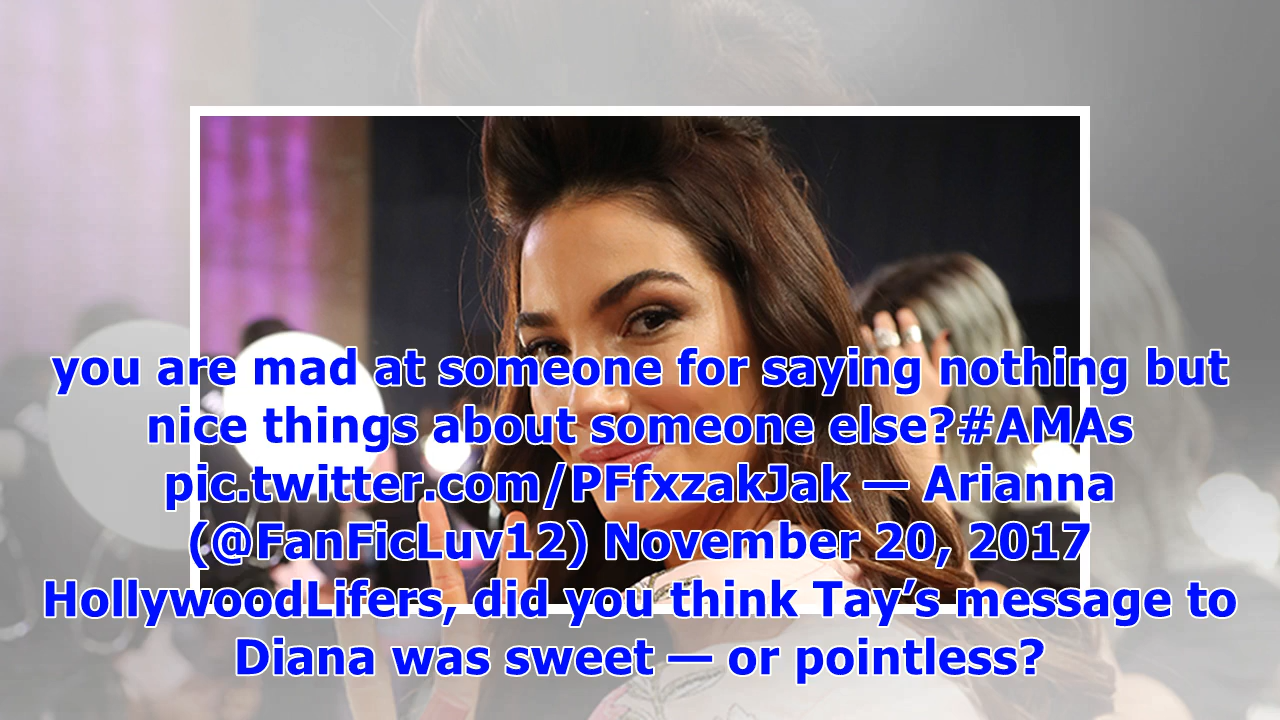 you are mad at someone for saying nothing but
nice things about someone else?#AMAs
pic.twitter.com/PFfxzakJak — Arianna
(@FanFicLuv12) November 20, 2017
HollywoodLifers, did you think Tay’s message to
Diana was sweet — or pointless?